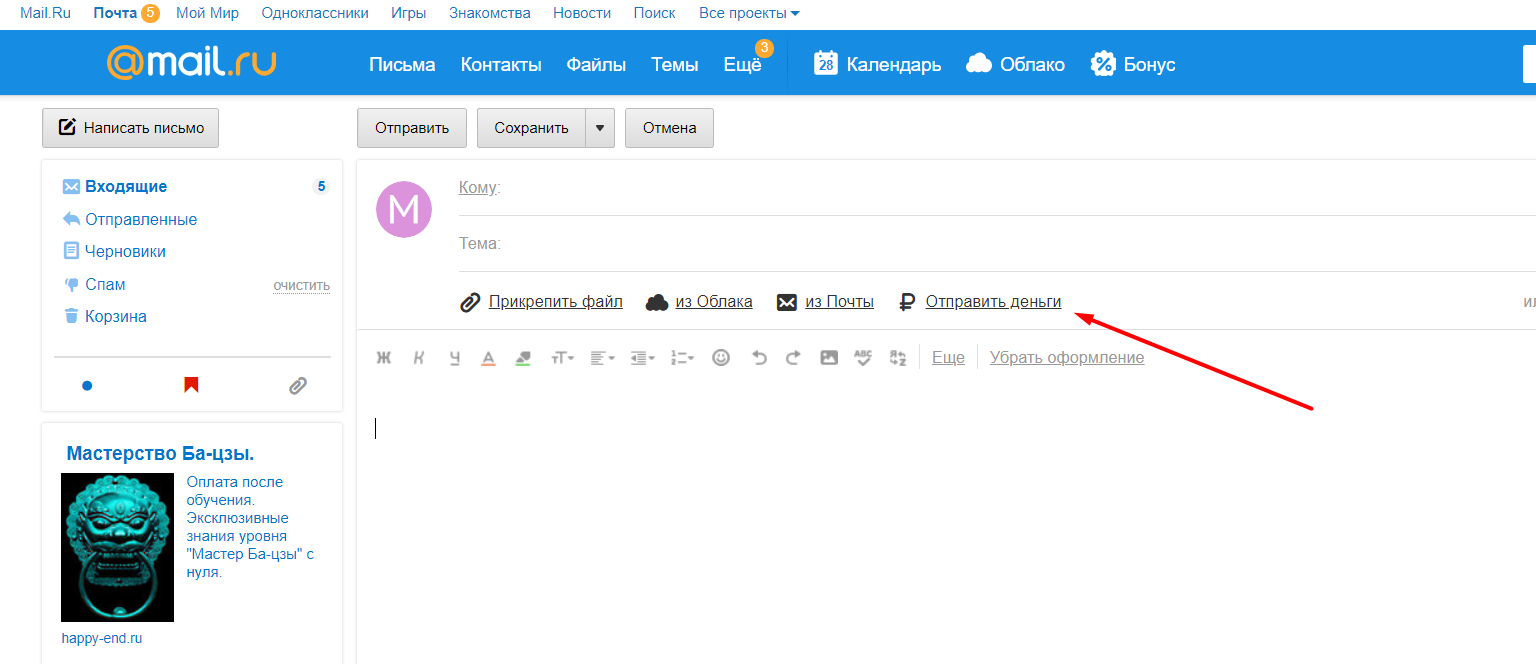 Mail.Ru Почта 5 Мой Мир Одноклассники Игры Знакомства Новости Поиск Все проекты
@mail.ru Письма Контакты Файлы Темы Ещё 3 28 Календарь Облако % Бонус
Написать письмо Отправить Сохранить Отмена
Входящие 5
Отправленные
Черновики
Спам очистить
Корзина
М
Кому:
Тема:
Прикрепить файл из Облака из Почты Отправить деньги
Ж К Ч А тТ ABC Еще Убрать оформление
Мастерство Ба-цзы.
Оплата после
обучения.
Эксклюзивные
знания уровня
"Мастер Ба-цзы" с
нуля.
happy-end.ru